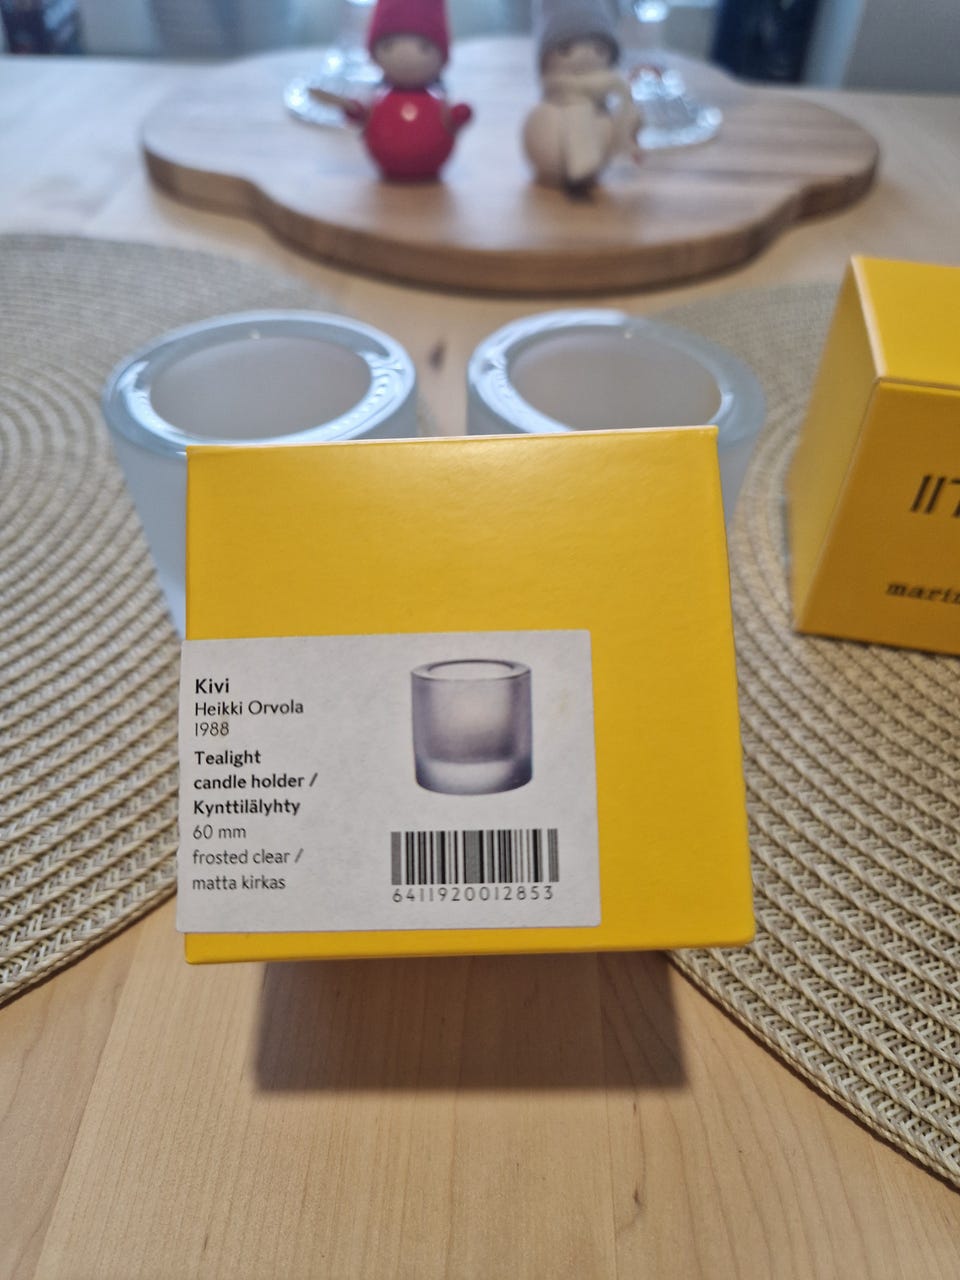 Kivi
Heikki Orvola
1988
Tealight
candle holder /
Kynttilälyhty
60 mm
frosted clear /
matta kirkas
6411920012853